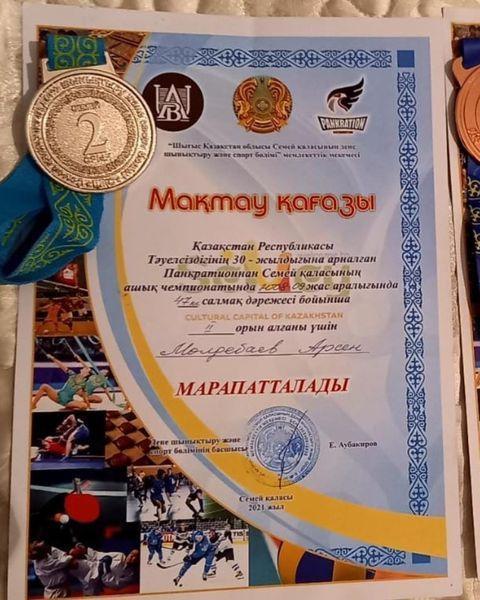 2
PANKRATION
"Шығыс Қазақстан облысы Семей қаласының дене
шынықтыру және спорт бөлімі" мемлекеттік мекемесі
Мақтау қағазы
Қазақстан Республикасы
Тәуелсіздігінің 30 - жылдығына арналған
Панкратионнан Семей қаласының
ашық чемпионатында 2008-09 жас аралығында
47кг салмақ дәрежесі бойынша
CULTURAL CAPITAL OF KAZAKHSTAN
II орын алғаны үшін
Молдебаев Арсен
МАРАПАТТАЛАДЫ
Дене шынықтыру және
спорт бөлімінің басшысы
Е. Аубакиров
Семей қаласы
2021 жыл